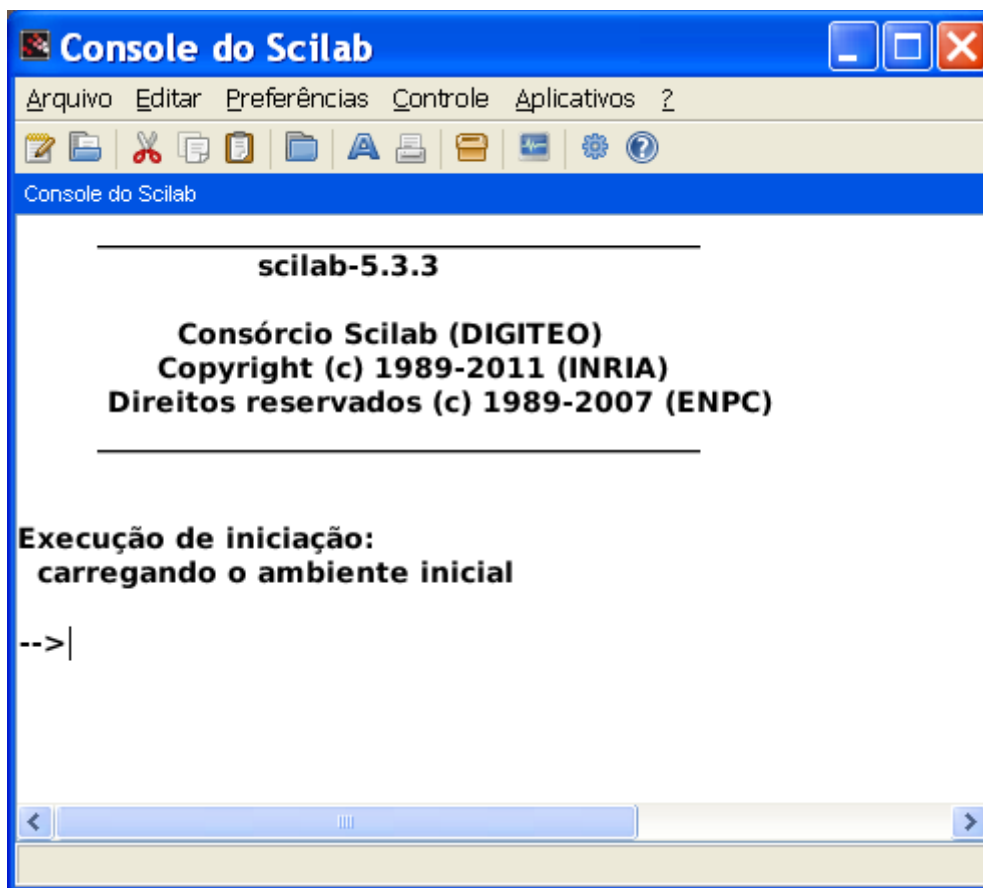 Console do Scilab
Arquivo Editar Preferências Controle Aplicativos ?
Console do Scilab
scilab-5.3.3
Consórcio Scilab (DIGITEO)
Copyright (c) 1989-2011 (INRIA)
Direitos reservados (c) 1989-2007 (ENPC)
Execução de iniciação:
carregando o ambiente inicial
-->